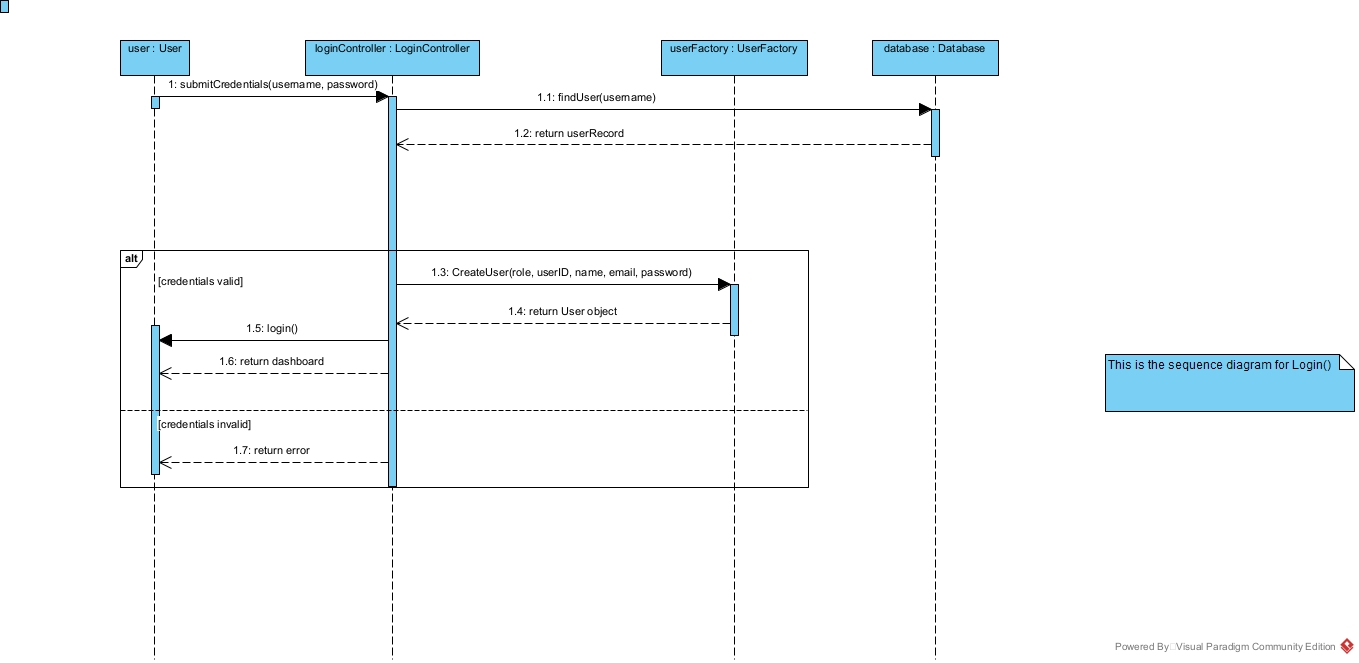 user : User
loginController : LoginController
userFactory : UserFactory
database : Database
1: submitCredentials(username, password)
1.1: findUser(username)
1.2: return userRecord
alt
[credentials valid]
1.3: CreateUser(role, userID, name, email, password)
1.4: return User object
1.5: login()
1.6: return dashboard
This is the sequence diagram for Login()
[credentials invalid]
1.7: return error
Powered By Visual Paradigm Community Edition